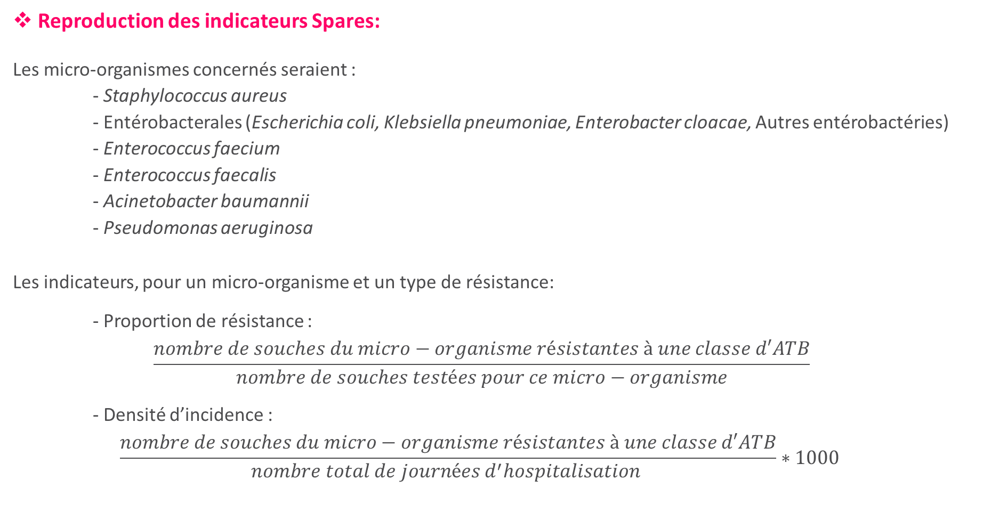 ❖ Reproduction des indicateurs Spares:
Les micro-organismes concernés seraient :
- Staphylococcus aureus
- Entérobacterales (Escherichia coli, Klebsiella pneumoniae, Enterobacter cloacae, Autres entérobactéries)
- Enterococcus faecium
- Enterococcus faecalis
- Acinetobacter baumannii
- Pseudomonas aeruginosa
Les indicateurs, pour un micro-organisme et un type de résistance:
- Proportion de résistance :
nombre de souches du micro − organisme résistantes à une classe d'ATB
nombre de souches testées pour ce micro − organisme
- Densité d’incidence :
nombre de souches du micro − organisme résistantes à une classe d'ATB
nombre total de journées d'hospitalisation
∗ 1000